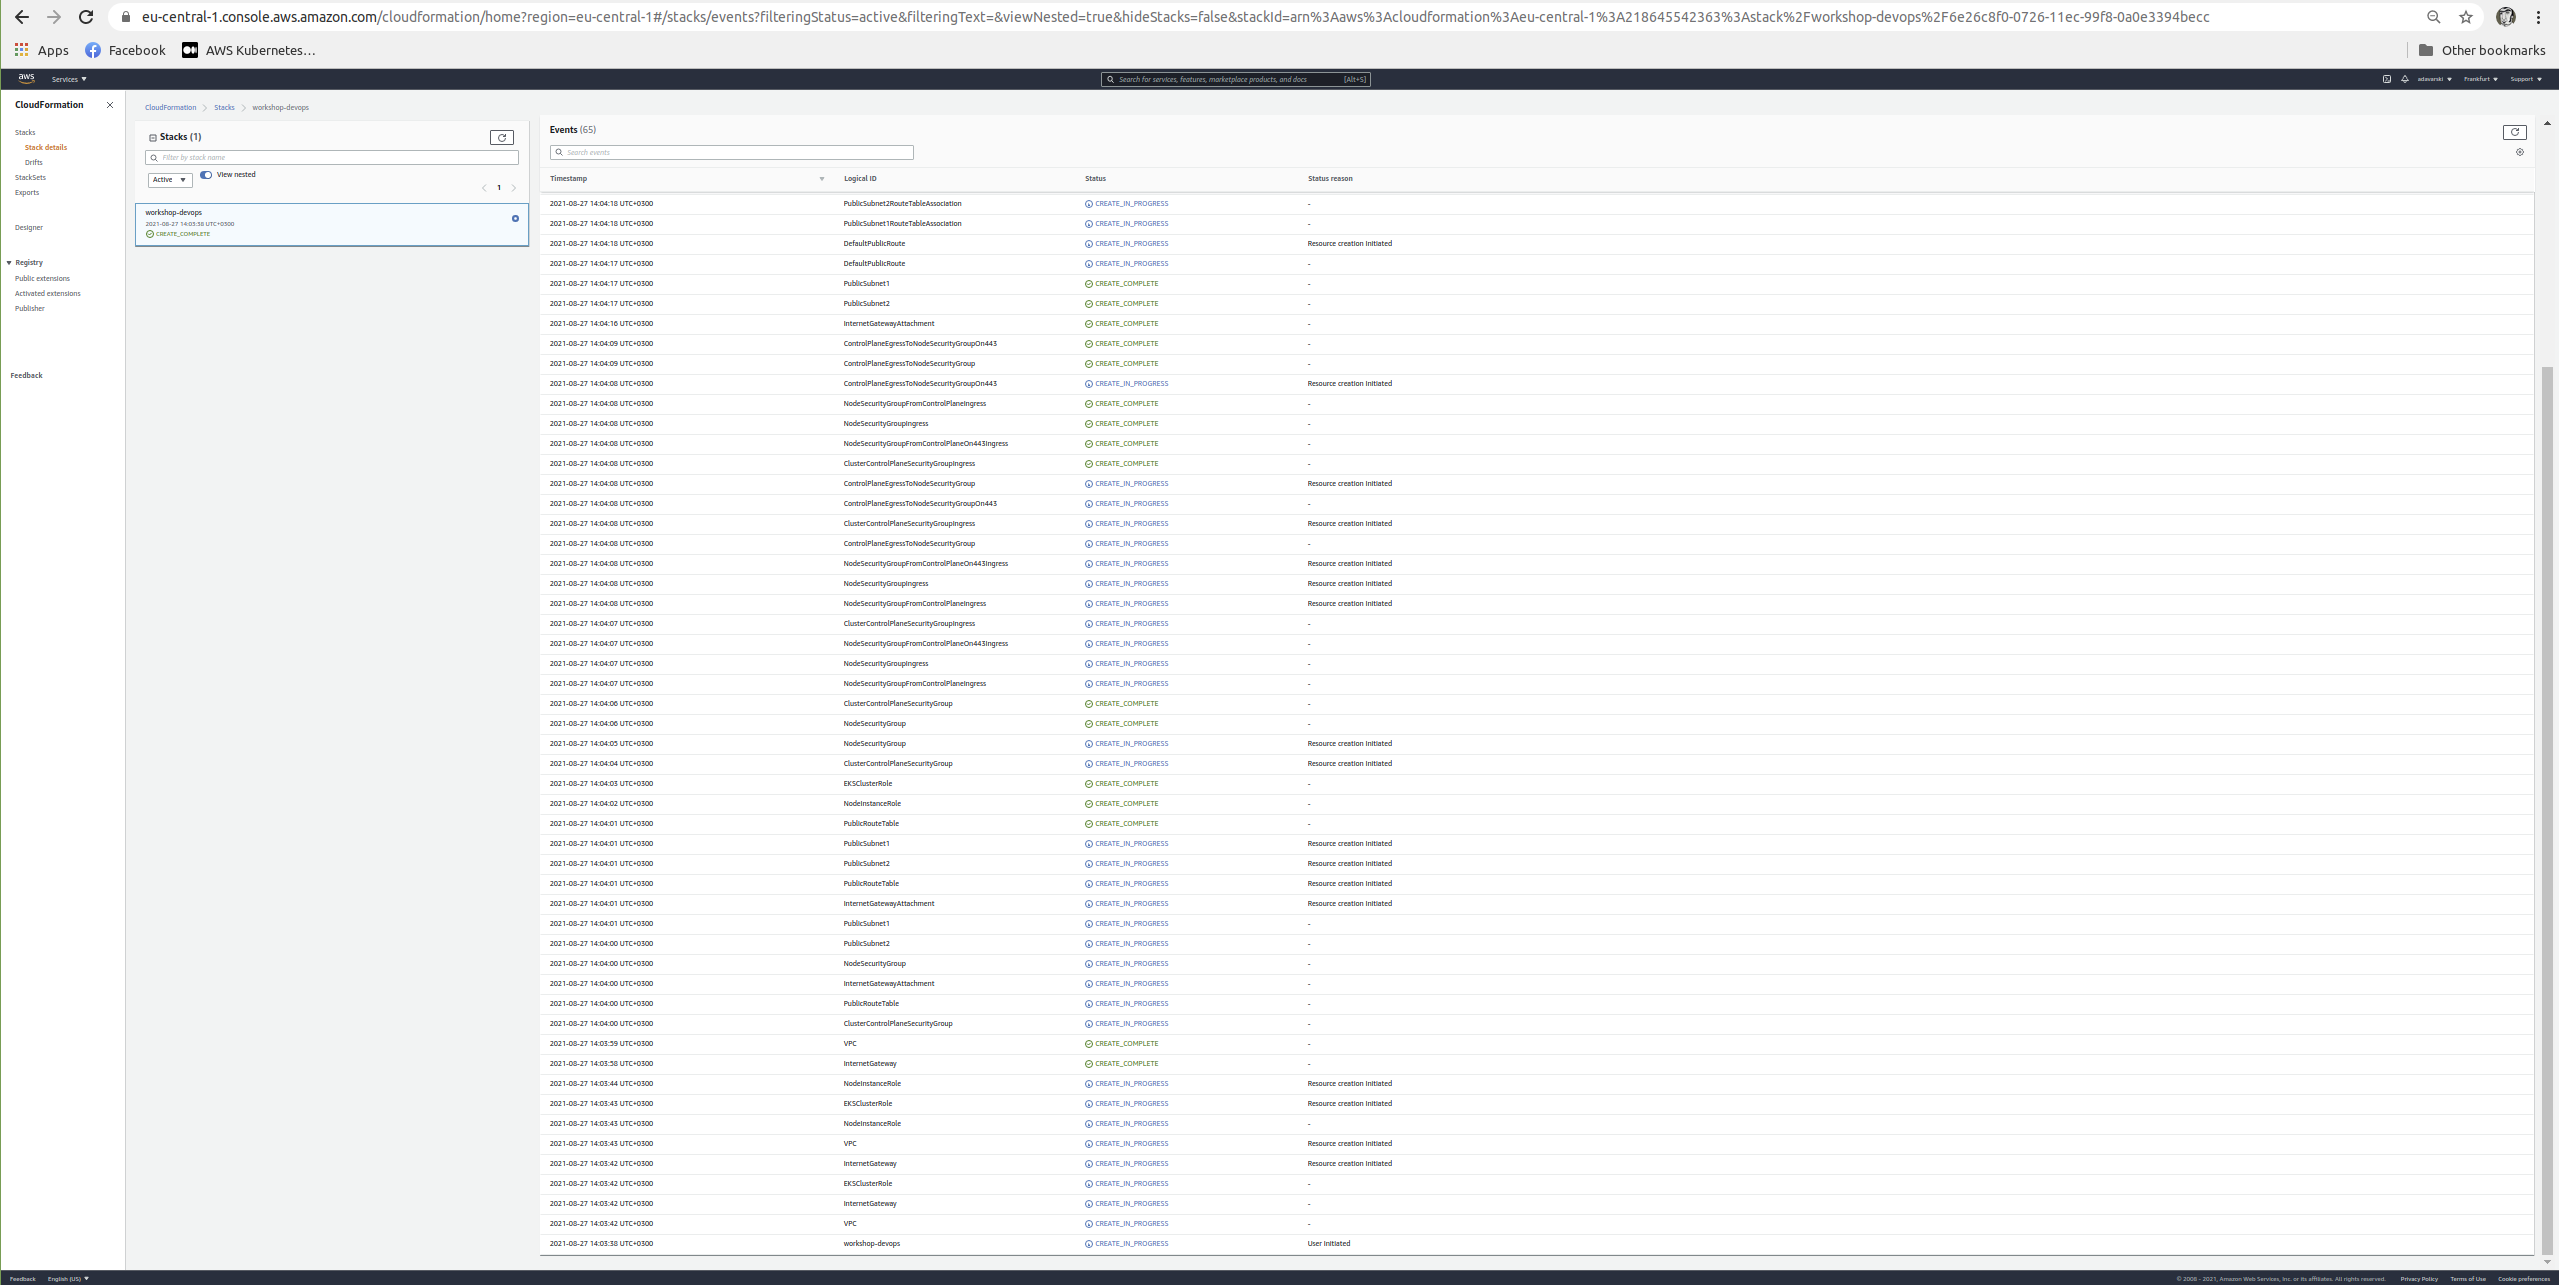 eu-central-1.console.aws.amazon.com/cloudformation/home?region=eu-central-1#/stacks/events?filteringStatus=active&filteringText=&viewNested=true&hideStacks=false&stackId=arn%3Aaws%3Acloudformation%3Aeu-central-1%3A218645542363%3Astack%2Fworkshop-devops%2F6e26c8f0-0726-11ec-99f8-0a0e3394becc
Apps Facebook AWS Kubernetes... Other bookmarks
aws Services Search for services, features, marketplace products, and docs [Alt+S] adavarski Frankfurt Support
CloudFormation
Stacks
Stack details
Drifts
StackSets
Exports
Designer
Registry
Public extensions
Activated extensions
Publisher
Feedback
CloudFormation Stacks workshop-devops
Stacks (1)
Filter by stack name
Active View nested
1
workshop-devops
2021-08-27 14:03:38 UTC+0300
CREATE_COMPLETE
Events (65)
Search events
Timestamp Logical ID Status Status reason
2021-08-27 14:04:18 UTC+0300 PublicSubnet2RouteTableAssociation CREATE_IN_PROGRESS -
2021-08-27 14:04:18 UTC+0300 PublicSubnet1RouteTableAssociation CREATE_IN_PROGRESS -
2021-08-27 14:04:18 UTC+0300 DefaultPublicRoute CREATE_IN_PROGRESS Resource creation Initiated
2021-08-27 14:04:17 UTC+0300 DefaultPublicRoute CREATE_IN_PROGRESS -
2021-08-27 14:04:17 UTC+0300 PublicSubnet1 CREATE_COMPLETE -
2021-08-27 14:04:17 UTC+0300 PublicSubnet2 CREATE_COMPLETE -
2021-08-27 14:04:16 UTC+0300 InternetGatewayAttachment CREATE_COMPLETE -
2021-08-27 14:04:09 UTC+0300 ControlPlaneEgressToNodeSecurityGroupOn443 CREATE_COMPLETE -
2021-08-27 14:04:09 UTC+0300 ControlPlaneEgressToNodeSecurityGroup CREATE_COMPLETE -
2021-08-27 14:04:09 UTC+0300 ControlPlaneEgressToNodeSecurityGroupOn443 CREATE_IN_PROGRESS Resource creation Initiated
2021-08-27 14:04:08 UTC+0300 NodeSecurityGroupFromControlPlaneIngress CREATE_COMPLETE -
2021-08-27 14:04:08 UTC+0300 NodeSecurityGroupIngress CREATE_COMPLETE -
2021-08-27 14:04:08 UTC+0300 NodeSecurityGroupFromControlPlaneOn443Ingress CREATE_COMPLETE -
2021-08-27 14:04:08 UTC+0300 ClusterControlPlaneSecurityGroupIngress CREATE_COMPLETE -
2021-08-27 14:04:08 UTC+0300 ControlPlaneEgressToNodeSecurityGroup CREATE_IN_PROGRESS Resource creation Initiated
2021-08-27 14:04:08 UTC+0300 ControlPlaneEgressToNodeSecurityGroupOn443 CREATE_IN_PROGRESS -
2021-08-27 14:04:08 UTC+0300 ClusterControlPlaneSecurityGroupIngress CREATE_IN_PROGRESS Resource creation Initiated
2021-08-27 14:04:08 UTC+0300 ControlPlaneEgressToNodeSecurityGroup CREATE_IN_PROGRESS -
2021-08-27 14:04:08 UTC+0300 NodeSecurityGroupFromControlPlaneOn443Ingress CREATE_IN_PROGRESS Resource creation Initiated
2021-08-27 14:04:08 UTC+0300 NodeSecurityGroupIngress CREATE_IN_PROGRESS Resource creation Initiated
2021-08-27 14:04:08 UTC+0300 NodeSecurityGroupFromControlPlaneIngress CREATE_IN_PROGRESS Resource creation Initiated
2021-08-27 14:04:07 UTC+0300 ClusterControlPlaneSecurityGroupIngress CREATE_IN_PROGRESS -
2021-08-27 14:04:07 UTC+0300 NodeSecurityGroupFromControlPlaneOn443Ingress CREATE_IN_PROGRESS -
2021-08-27 14:04:07 UTC+0300 NodeSecurityGroupIngress CREATE_IN_PROGRESS -
2021-08-27 14:04:07 UTC+0300 NodeSecurityGroupFromControlPlaneIngress CREATE_IN_PROGRESS -
2021-08-27 14:04:06 UTC+0300 ClusterControlPlaneSecurityGroup CREATE_COMPLETE -
2021-08-27 14:04:06 UTC+0300 NodeSecurityGroup CREATE_COMPLETE -
2021-08-27 14:04:05 UTC+0300 NodeSecurityGroup CREATE_IN_PROGRESS Resource creation Initiated
2021-08-27 14:04:04 UTC+0300 ClusterControlPlaneSecurityGroup CREATE_IN_PROGRESS Resource creation Initiated
2021-08-27 14:04:03 UTC+0300 EKSClusterRole CREATE_COMPLETE -
2021-08-27 14:04:02 UTC+0300 NodeInstanceRole CREATE_COMPLETE -
2021-08-27 14:04:01 UTC+0300 PublicRouteTable CREATE_COMPLETE -
2021-08-27 14:04:01 UTC+0300 PublicSubnet1 CREATE_IN_PROGRESS Resource creation Initiated
2021-08-27 14:04:01 UTC+0300 PublicSubnet2 CREATE_IN_PROGRESS Resource creation Initiated
2021-08-27 14:04:01 UTC+0300 PublicRouteTable CREATE_IN_PROGRESS Resource creation Initiated
2021-08-27 14:04:01 UTC+0300 InternetGatewayAttachment CREATE_IN_PROGRESS Resource creation Initiated
2021-08-27 14:04:01 UTC+0300 PublicSubnet1 CREATE_IN_PROGRESS -
2021-08-27 14:04:00 UTC+0300 PublicSubnet2 CREATE_IN_PROGRESS -
2021-08-27 14:04:00 UTC+0300 NodeSecurityGroup CREATE_IN_PROGRESS -
2021-08-27 14:04:00 UTC+0300 InternetGatewayAttachment CREATE_IN_PROGRESS -
2021-08-27 14:04:00 UTC+0300 PublicRouteTable CREATE_IN_PROGRESS -
2021-08-27 14:04:00 UTC+0300 ClusterControlPlaneSecurityGroup CREATE_IN_PROGRESS -
2021-08-27 14:03:59 UTC+0300 VPC CREATE_COMPLETE -
2021-08-27 14:03:58 UTC+0300 InternetGateway CREATE_COMPLETE -
2021-08-27 14:03:44 UTC+0300 NodeInstanceRole CREATE_IN_PROGRESS Resource creation Initiated
2021-08-27 14:03:43 UTC+0300 EKSClusterRole CREATE_IN_PROGRESS Resource creation Initiated
2021-08-27 14:03:43 UTC+0300 NodeInstanceRole CREATE_IN_PROGRESS -
2021-08-27 14:03:43 UTC+0300 VPC CREATE_IN_PROGRESS Resource creation Initiated
2021-08-27 14:03:42 UTC+0300 InternetGateway CREATE_IN_PROGRESS Resource creation Initiated
2021-08-27 14:03:42 UTC+0300 EKSClusterRole CREATE_IN_PROGRESS -
2021-08-27 14:03:42 UTC+0300 InternetGateway CREATE_IN_PROGRESS -
2021-08-27 14:03:42 UTC+0300 VPC CREATE_IN_PROGRESS -
2021-08-27 14:03:38 UTC+0300 workshop-devops CREATE_IN_PROGRESS User Initiated
Feedback English (US) © 2008 - 2021, Amazon Web Services, Inc. or its affiliates. All rights reserved. Privacy Policy Terms of Use Cookie preferences